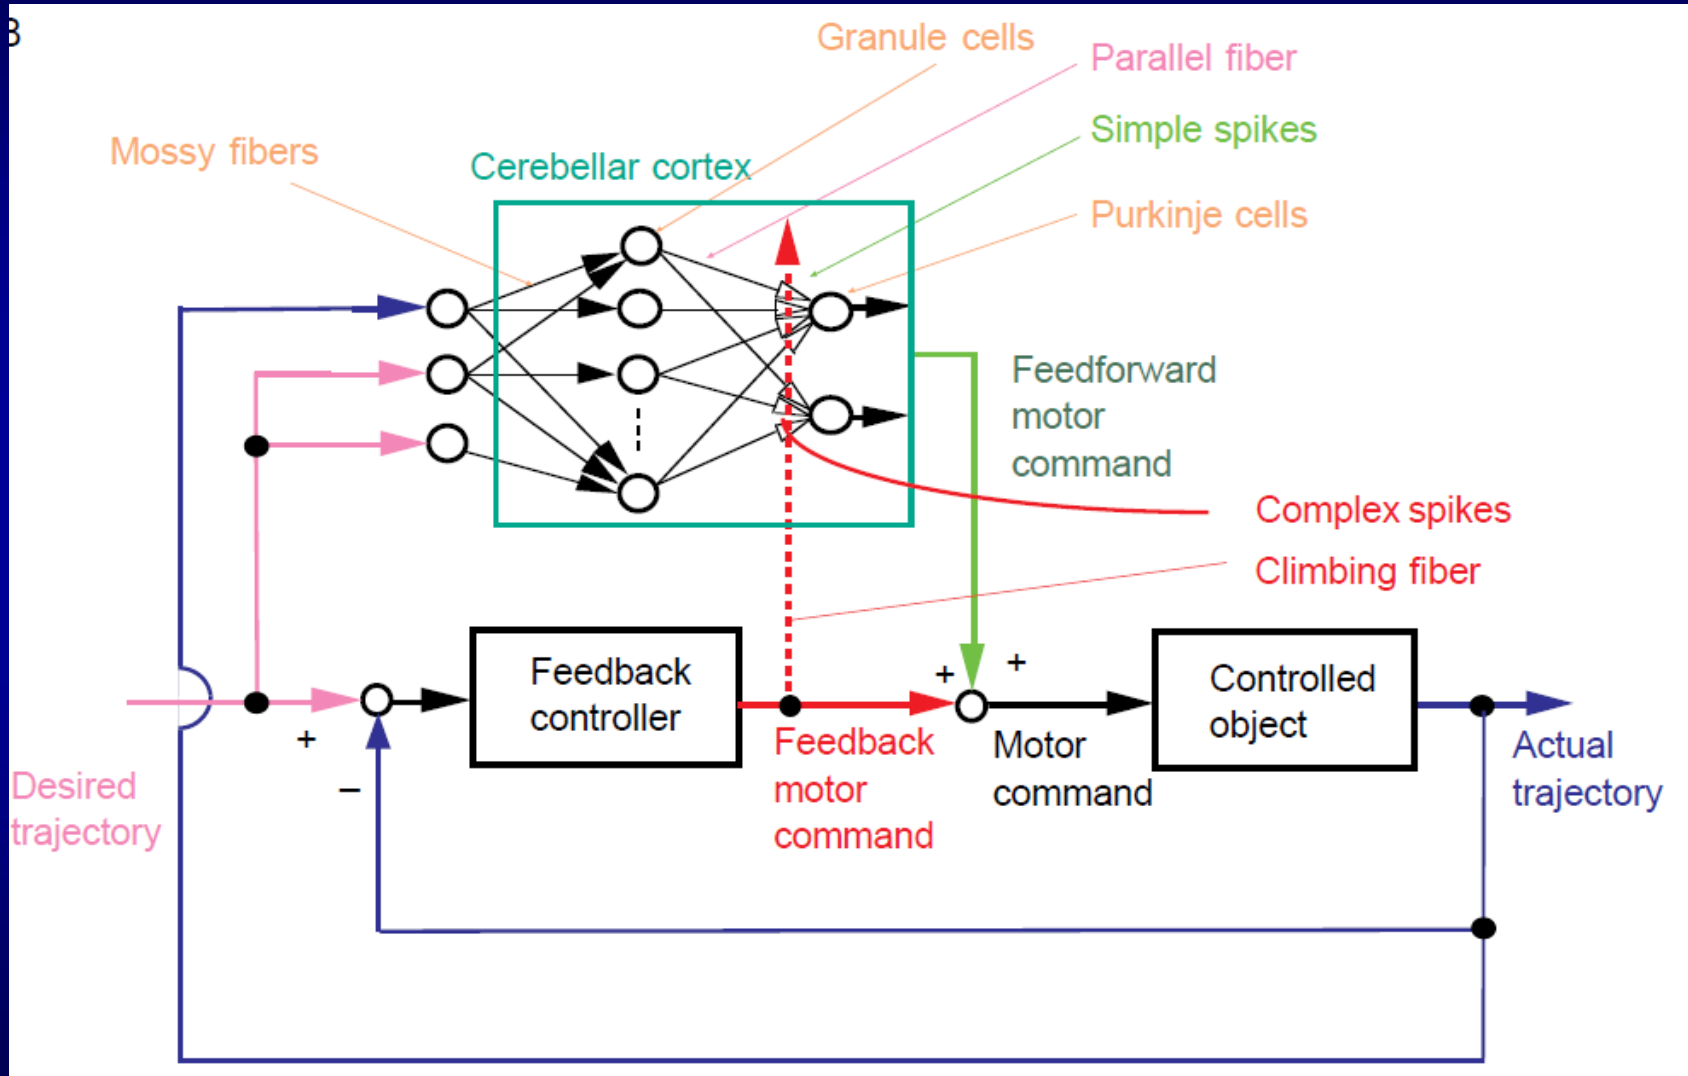 Granule cells
Parallel fiber
Simple spikes
Mossy fibers
Cerebellar cortex
Purkinje cells
Feedforward
motor
command
Complex spikes
Climbing fiber
+
+
Feedback
controller
Controlled
object
+
Feedback
motor
command
Motor
command
Actual
trajectory
Desired
trajectory
−